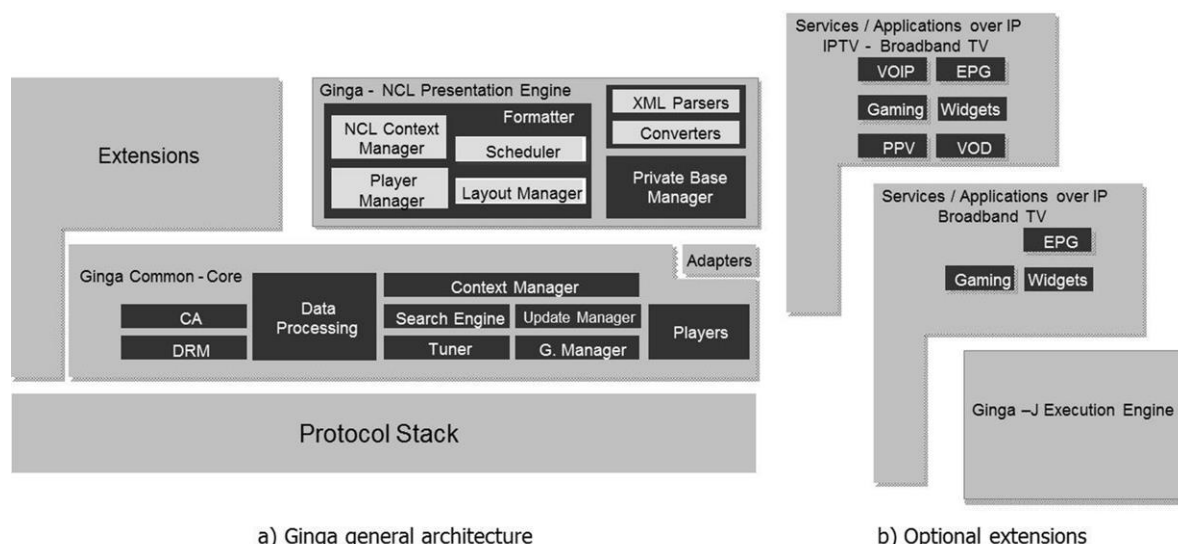 Extensions
Ginga - NCL Presentation Engine
Formatter
NCL Context
Manager
Scheduler
Player
Manager
Layout Manager
XML Parsers
Converters
Private Base
Manager
Adapters
Ginga Common - Core
CA
DRM
Data
Processing
Context Manager
Search Engine
Update Manager
Tuner
G. Manager
Players
Protocol Stack
a) Ginga general architecture
Services / Applications over IP
IPTV - Broadband TV
VOIP
EPG
Gaming
Widgets
PPV
VOD
Services / Applications over IP
Broadband TV
EPG
Gaming
Widgets
Ginga –J Execution Engine
b) Optional extensions